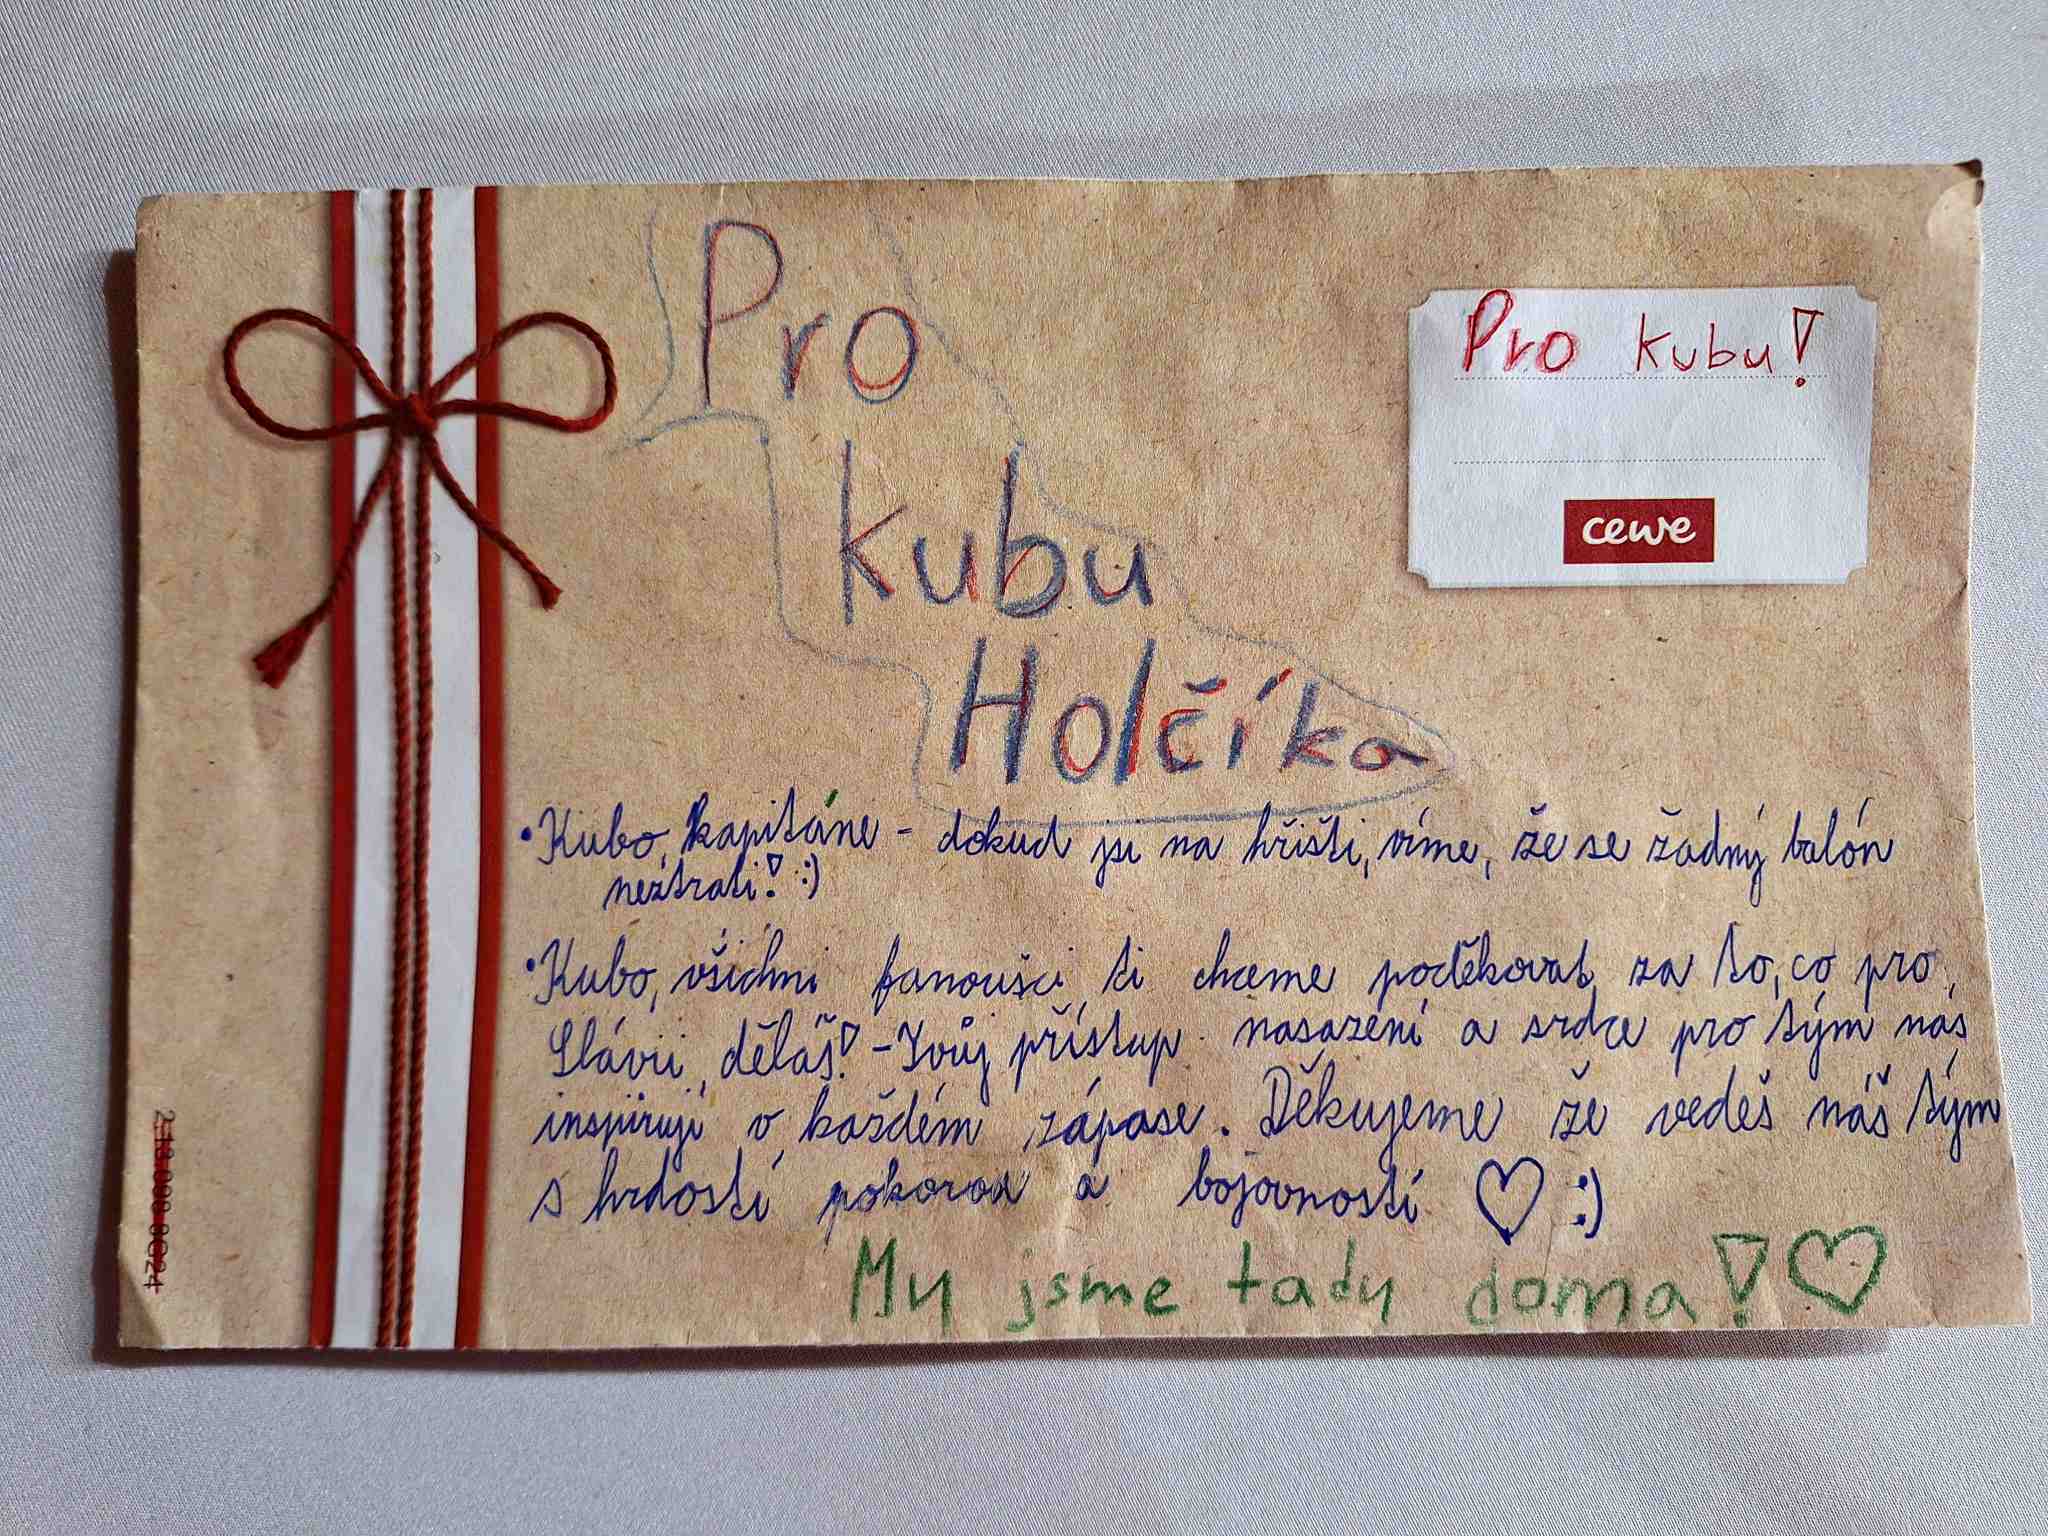 Pro
kubu
Holčíka
Pro kubu!
cewe
• Kubo, kapitáne - dokud jsi na hřišti, víme, že se žadný balón
neztratí! :)
• Kubo, všichni fanoušci ti chceme poděkovat za to, co pro
Slávii děláš! - Tvůj přístup nasazení a srdce pro tým nás
inspirují v každém zápase. Děkujeme že vedeš náš tým
s hrdostí pokorou a bojovností ♡ :)
My jsme tady doma! ♡